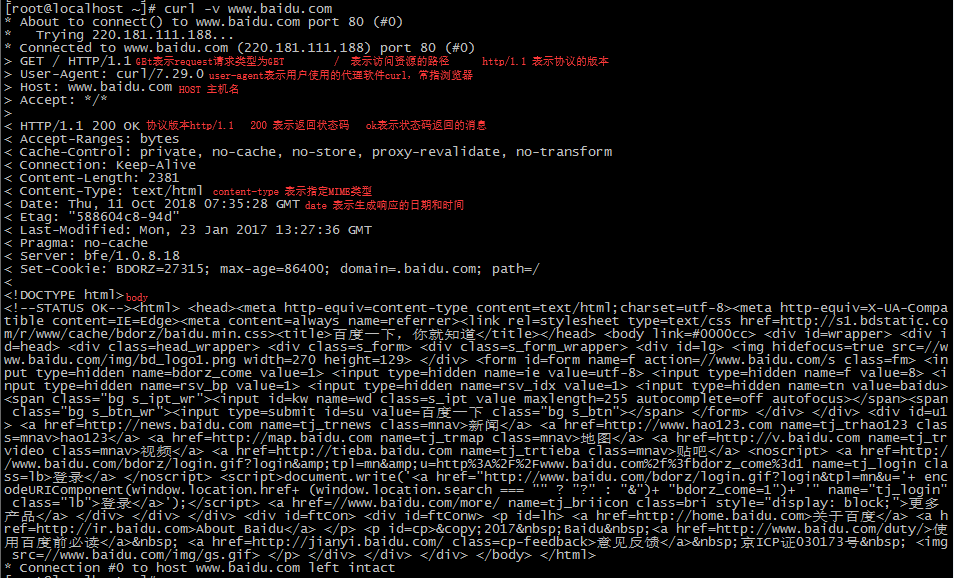 [root@localhost ~]# curl -v www.baidu.com
* About to connect() to www.baidu.com port 80 (#0)
*   Trying 220.181.111.188...
* Connected to www.baidu.com (220.181.111.188) port 80 (#0)
> GET / HTTP/1.1 GEt表示request请求类型为GET / 表示访问资源的路径 http/1.1 表示协议的版本
> User-Agent: curl/7.29.0 user-agent表示用户使用的代理软件curl，常指浏览器
> Host: www.baidu.com HOST 主机名
> Accept: */*
>
< HTTP/1.1 200 OK 协议版本http/1.1 200 表示返回状态码 ok表示状态码返回的消息
< Accept-Ranges: bytes
< Cache-Control: private, no-cache, no-store, proxy-revalidate, no-transform
< Connection: Keep-Alive
< Content-Length: 2381
< Content-Type: text/html content-type 表示指定MIME类型
< Date: Thu, 11 Oct 2018 07:35:28 GMT date 表示生成响应的日期和时间
< Etag: "588604c8-94d"
< Last-Modified: Mon, 23 Jan 2017 13:27:36 GMT
< Pragma: no-cache
< Server: bfe/1.0.8.18
< Set-Cookie: BDORZ=27315; max-age=86400; domain=.baidu.com; path=/
<
<!DOCTYPE html> body
<!--STATUS OK--><html> <head><meta http-equiv=content-type content=text/html;charset=utf-8><meta http-equiv=X-UA-Compa
tible content=IE=Edge><meta content=always name=referrer><link rel=stylesheet type=text/css href=http://s1.bdstatic.co
m/r/www/cache/bdorz/baidu.min.css><title>百度一下，你就知道</title></head> <body link=#0000cc> <div id=wrapper> <div i
d=head> <div class=head_wrapper> <div class=s_form> <div class=s_form_wrapper> <div id=lg> <img hidefocus=true src=//w
ww.baidu.com/img/bd_logo1.png width=270 height=129> </div> <form id=form name=f action=//www.baidu.com/s class=fm> <in
put type=hidden name=bdorz_come value=1> <input type=hidden name=ie value=utf-8> <input type=hidden name=f value=8> <i
nput type=hidden name=rsv_bp value=1> <input type=hidden name=rsv_idx value=1> <input type=hidden name=tn value=baidu>
<span class="bg s_ipt_wr"><input id=kw name=wd class=s_ipt value maxlength=255 autocomplete=off autofocus></span><span
 class="bg s_btn_wr"><input type=submit id=su value=百度一下 class="bg s_btn"></span> </form> </div> </div> <div id=u1
> <a href=http://news.baidu.com name=tj_trnews class=mnav>新闻</a> <a href=http://www.hao123.com name=tj_trhao123 clas
s=mnav>hao123</a> <a href=http://map.baidu.com name=tj_trmap class=mnav>地图</a> <a href=http://v.baidu.com name=tj_tr
video class=mnav>视频</a> <a href=http://tieba.baidu.com name=tj_trtieba class=mnav>贴吧</a> <noscript> <a href=http:/
/www.baidu.com/bdorz/login.gif?login&amp;tpl=mn&amp;u=http%3A%2F%2Fwww.baidu.com%2f%3fbdorz_come%3d1 name=tj_login cla
ss=lb>登录</a> </noscript> <script>document.write('<a href="http://www.baidu.com/bdorz/login.gif?login&tpl=mn&u='+ enc
odeURIComponent(window.location.href+ (window.location.search === "" ? "?" : "&")+ "bdorz_come=1")+ '" name="tj_login"
 class="lb">登录</a>');</script> <a href=//www.baidu.com/more/ name=tj_briicon class=bri style="display: block;">更多
产品</a> </div> </div> </div> <div id=ftCon> <div id=ftConw> <p id=lh> <a href=http://home.baidu.com>关于百度</a> <a h
ref=http://ir.baidu.com>About Baidu</a> </p> <p id=cp>&copy;2017&nbsp;Baidu&nbsp;<a href=http://www.baidu.com/duty/>使
用百度前必读</a>&nbsp; <a href=http://jianyi.baidu.com/ class=cp-feedback>意见反馈</a>&nbsp;京ICP证030173号&nbsp; <img
 src=//www.baidu.com/img/gs.gif> </p> </div> </div> </div> </body> </html>
* Connection #0 to host www.baidu.com left intact